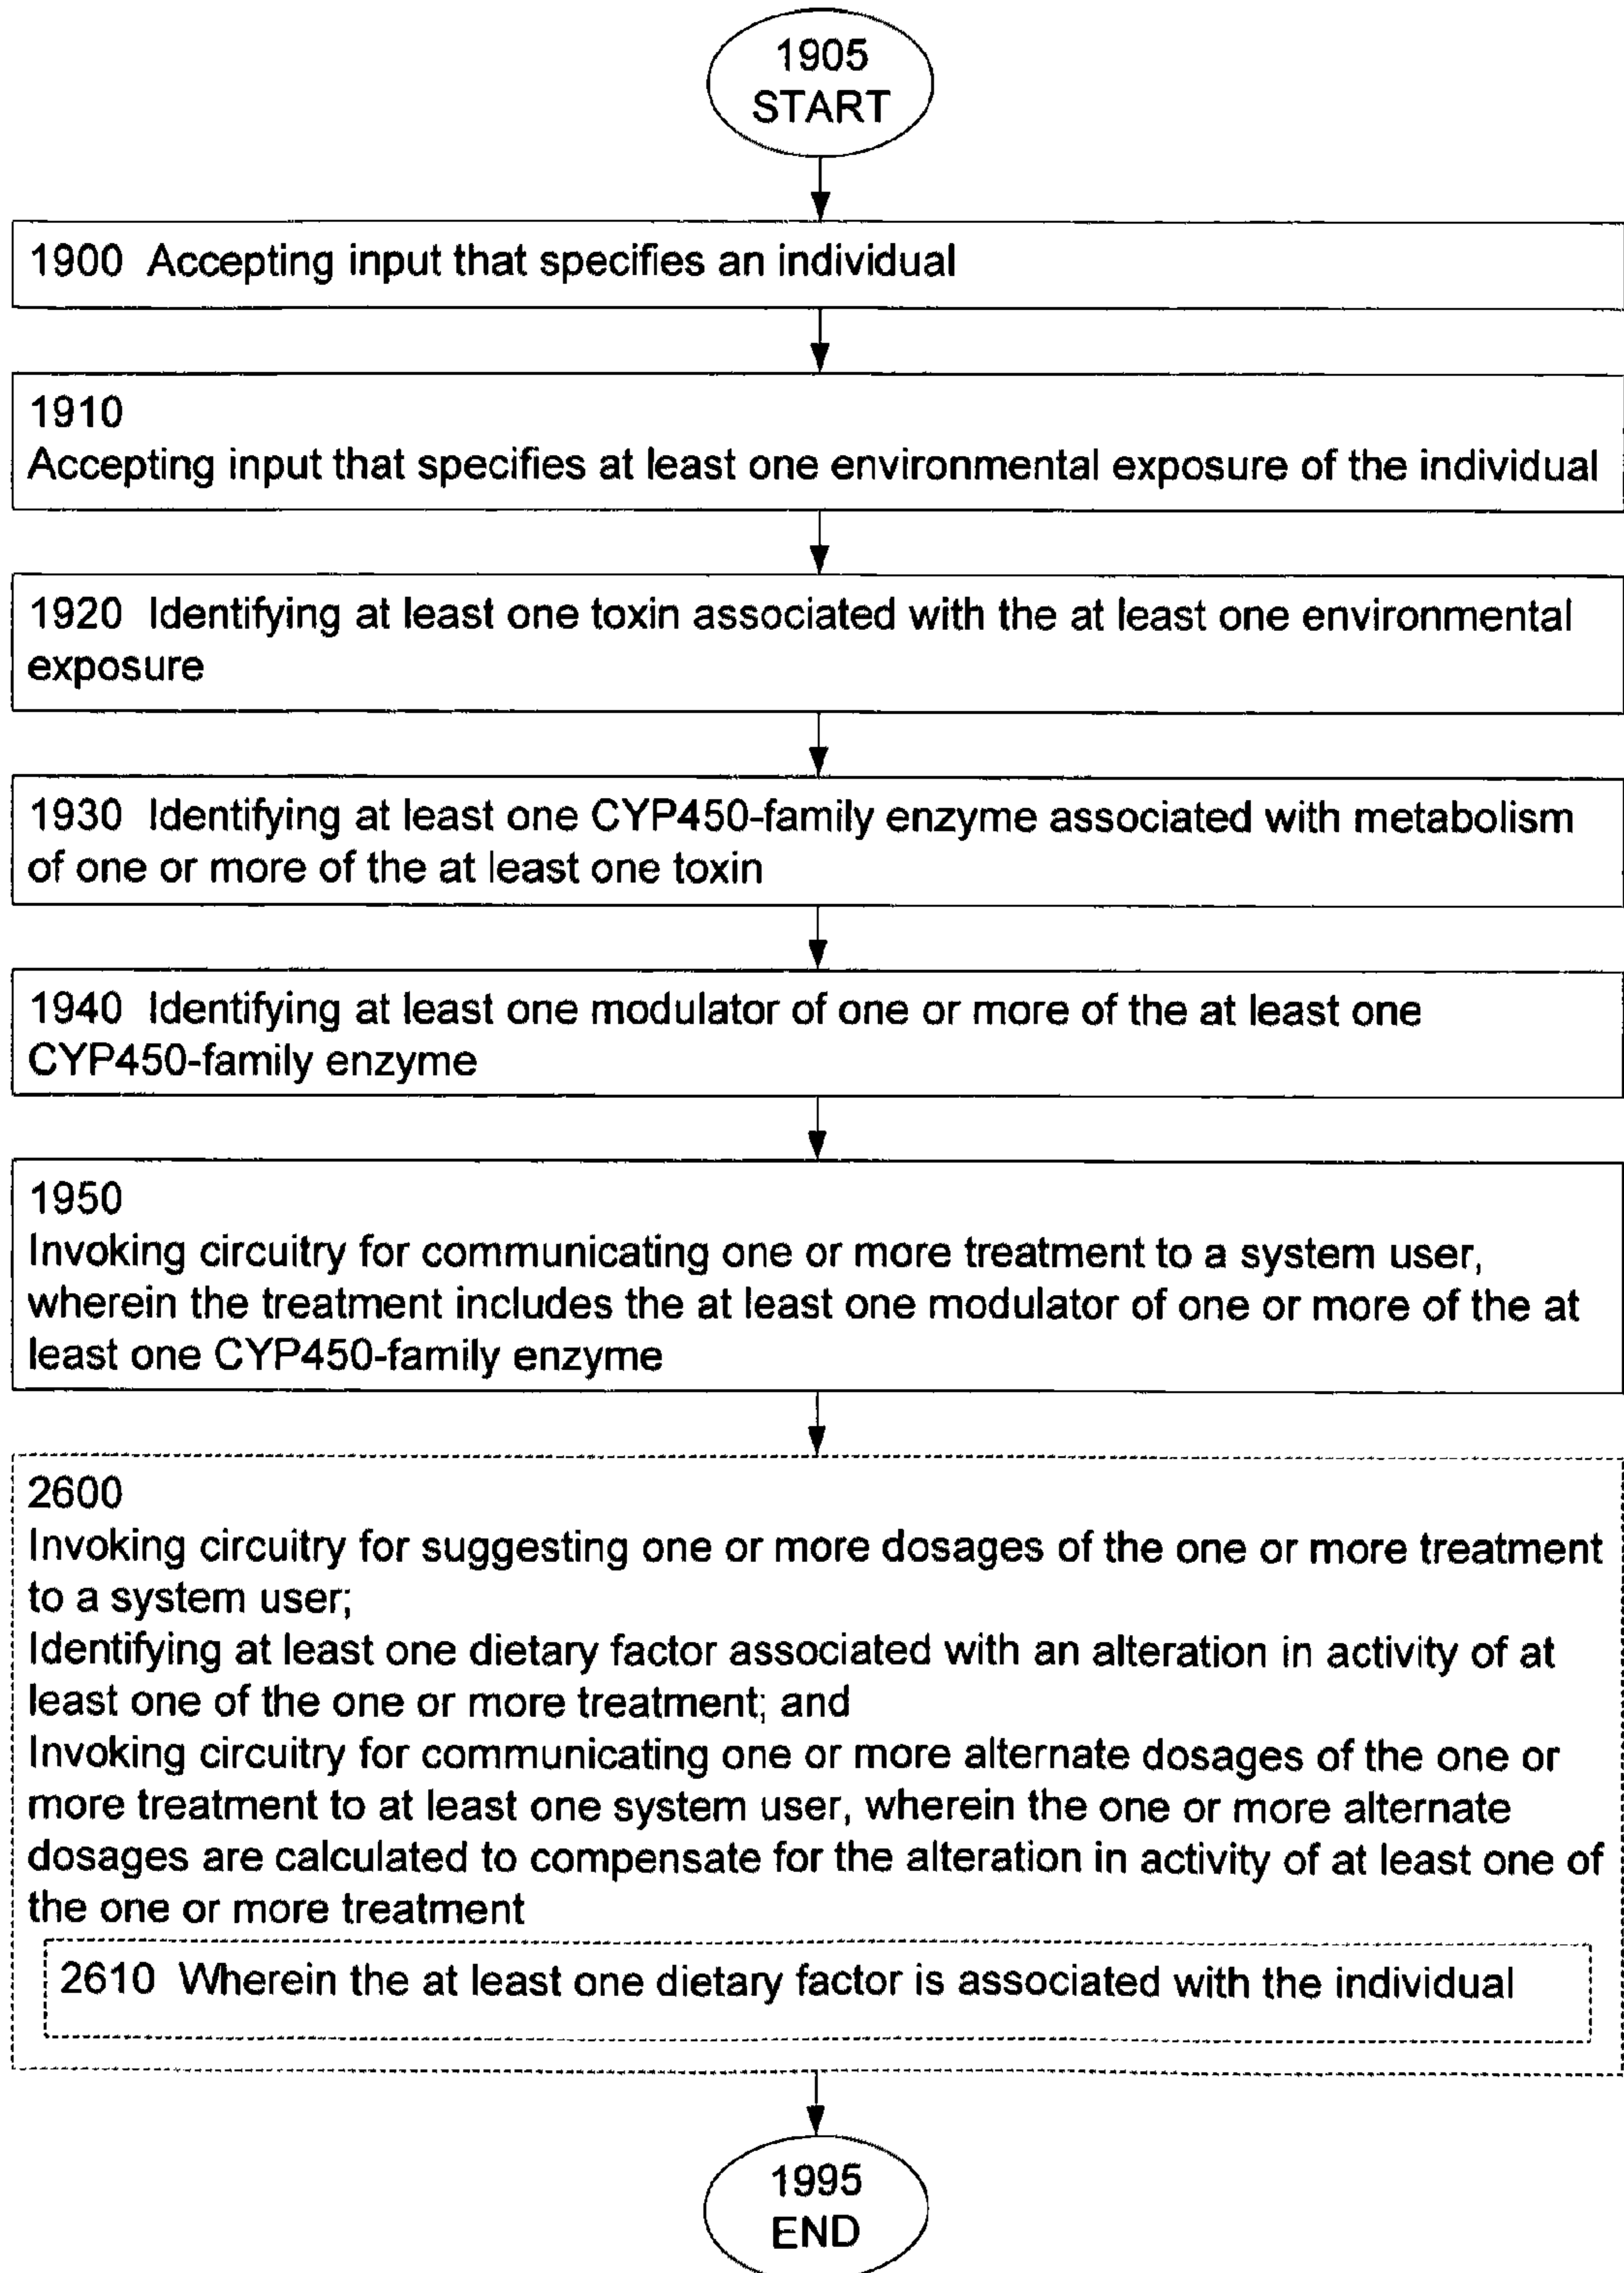 1905
START
1900 Accepting input that specifies an individual
1910
Accepting input that specifies at least one environmental exposure of the individual
1920 Identifying at least one toxin associated with the at least one environmental
exposure
1930 Identifying at least one CYP450-family enzyme associated with metabolism
of one or more of the at least one toxin
1940 Identifying at least one modulator of one or more of the at least one
CYP450-family enzyme
1950
Invoking circuitry for communicating one or more treatment to a system user,
wherein the treatment includes the at least one modulator of one or more of the at
least one CYP450-family enzyme
2600
Invoking circuitry for suggesting one or more dosages of the one or more treatment
to a system user;
Identifying at least one dietary factor associated with an alteration in activity of at
least one of the one or more treatment; and
Invoking circuitry for communicating one or more alternate dosages of the one or
more treatment to at least one system user, wherein the one or more alternate
dosages are calculated to compensate for the alteration in activity of at least one of
the one or more treatment
2610 Wherein the at least one dietary factor is associated with the individual
1995
END